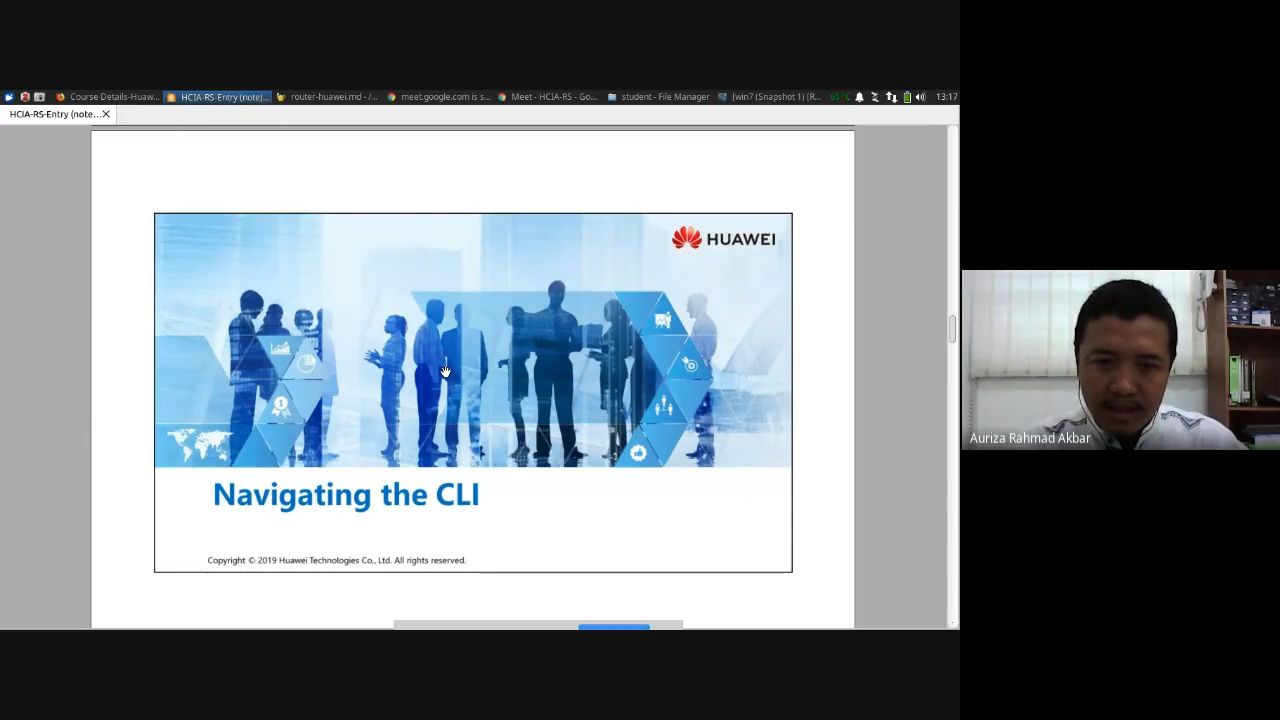 Course Details-Huaw...
HCIA-RS-Entry (note)...
router-huawei.md - /...
meet.google.com is s...
Meet - HCIA-RS - Go...
student - File Manager
[win7 (Snapshot 1) [R...
60°C
13:17
HCIA-RS-Entry (note...
HUAWEI
1
Navigating the CLI
Copyright © 2019 Huawei Technologies Co., Ltd. All rights reserved.
Auriza Rahmad Akbar